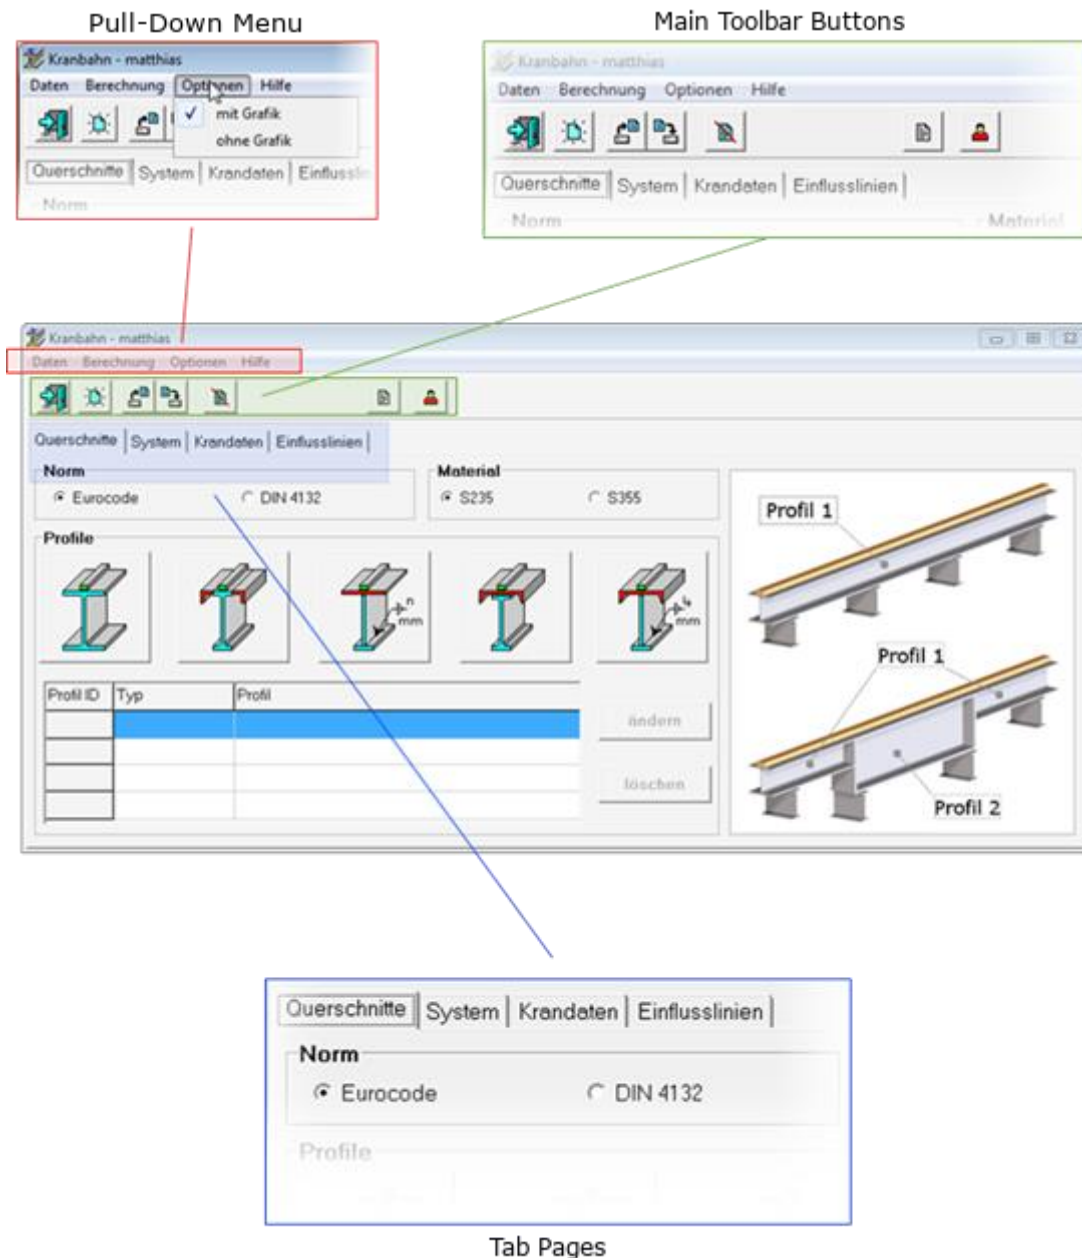 Pull-Down Menu
Main Toolbar Buttons
Kranbahn - matthias
Daten Berechnung Optionen Hilfe
mit Grafik
ohne Grafik
Querschnitte System Krandaten
Norm
Kranbahn - matthias
Daten Berechnung Optionen Hilfe
Querschnitte System Krandaten Einflusslinien
Norm Material
Kranbahn - matthias
Daten Berechnung Optionen Hilfe
Querschnitte System Krandaten Einflusslinien
Norm
Eurocode DIN 4132
Material
S235 S355
Profile
n
mm
4
mm
Profil ID Typ Profil
ändern
löschen
Profil 1
Profil 1
Profil 2
Querschnitte System Krandaten Einflusslinien
Norm
Eurocode DIN 4132
Profile
Tab Pages